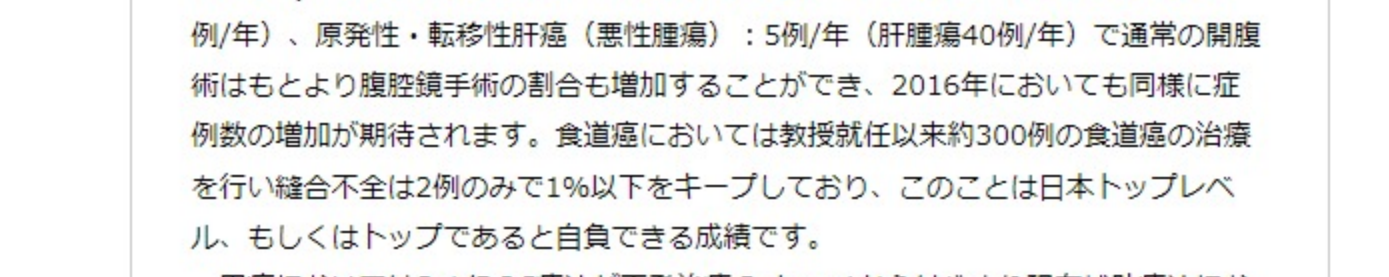 例/年）、原発性・転移性肝癌（悪性腫瘍）：5例/年（肝腫瘍40例/年）で通常の開腹
術はもとより腹腔鏡手術の割合も増加することができ、2016年においても同様に症
例数の増加が期待されます。食道癌においては教授就任以来約300例の食道癌の治療
を行い縫合不全は2例のみで1%以下をキープしており、このことは日本トップレベ
ル、もしくはトップであると自負できる成績です。